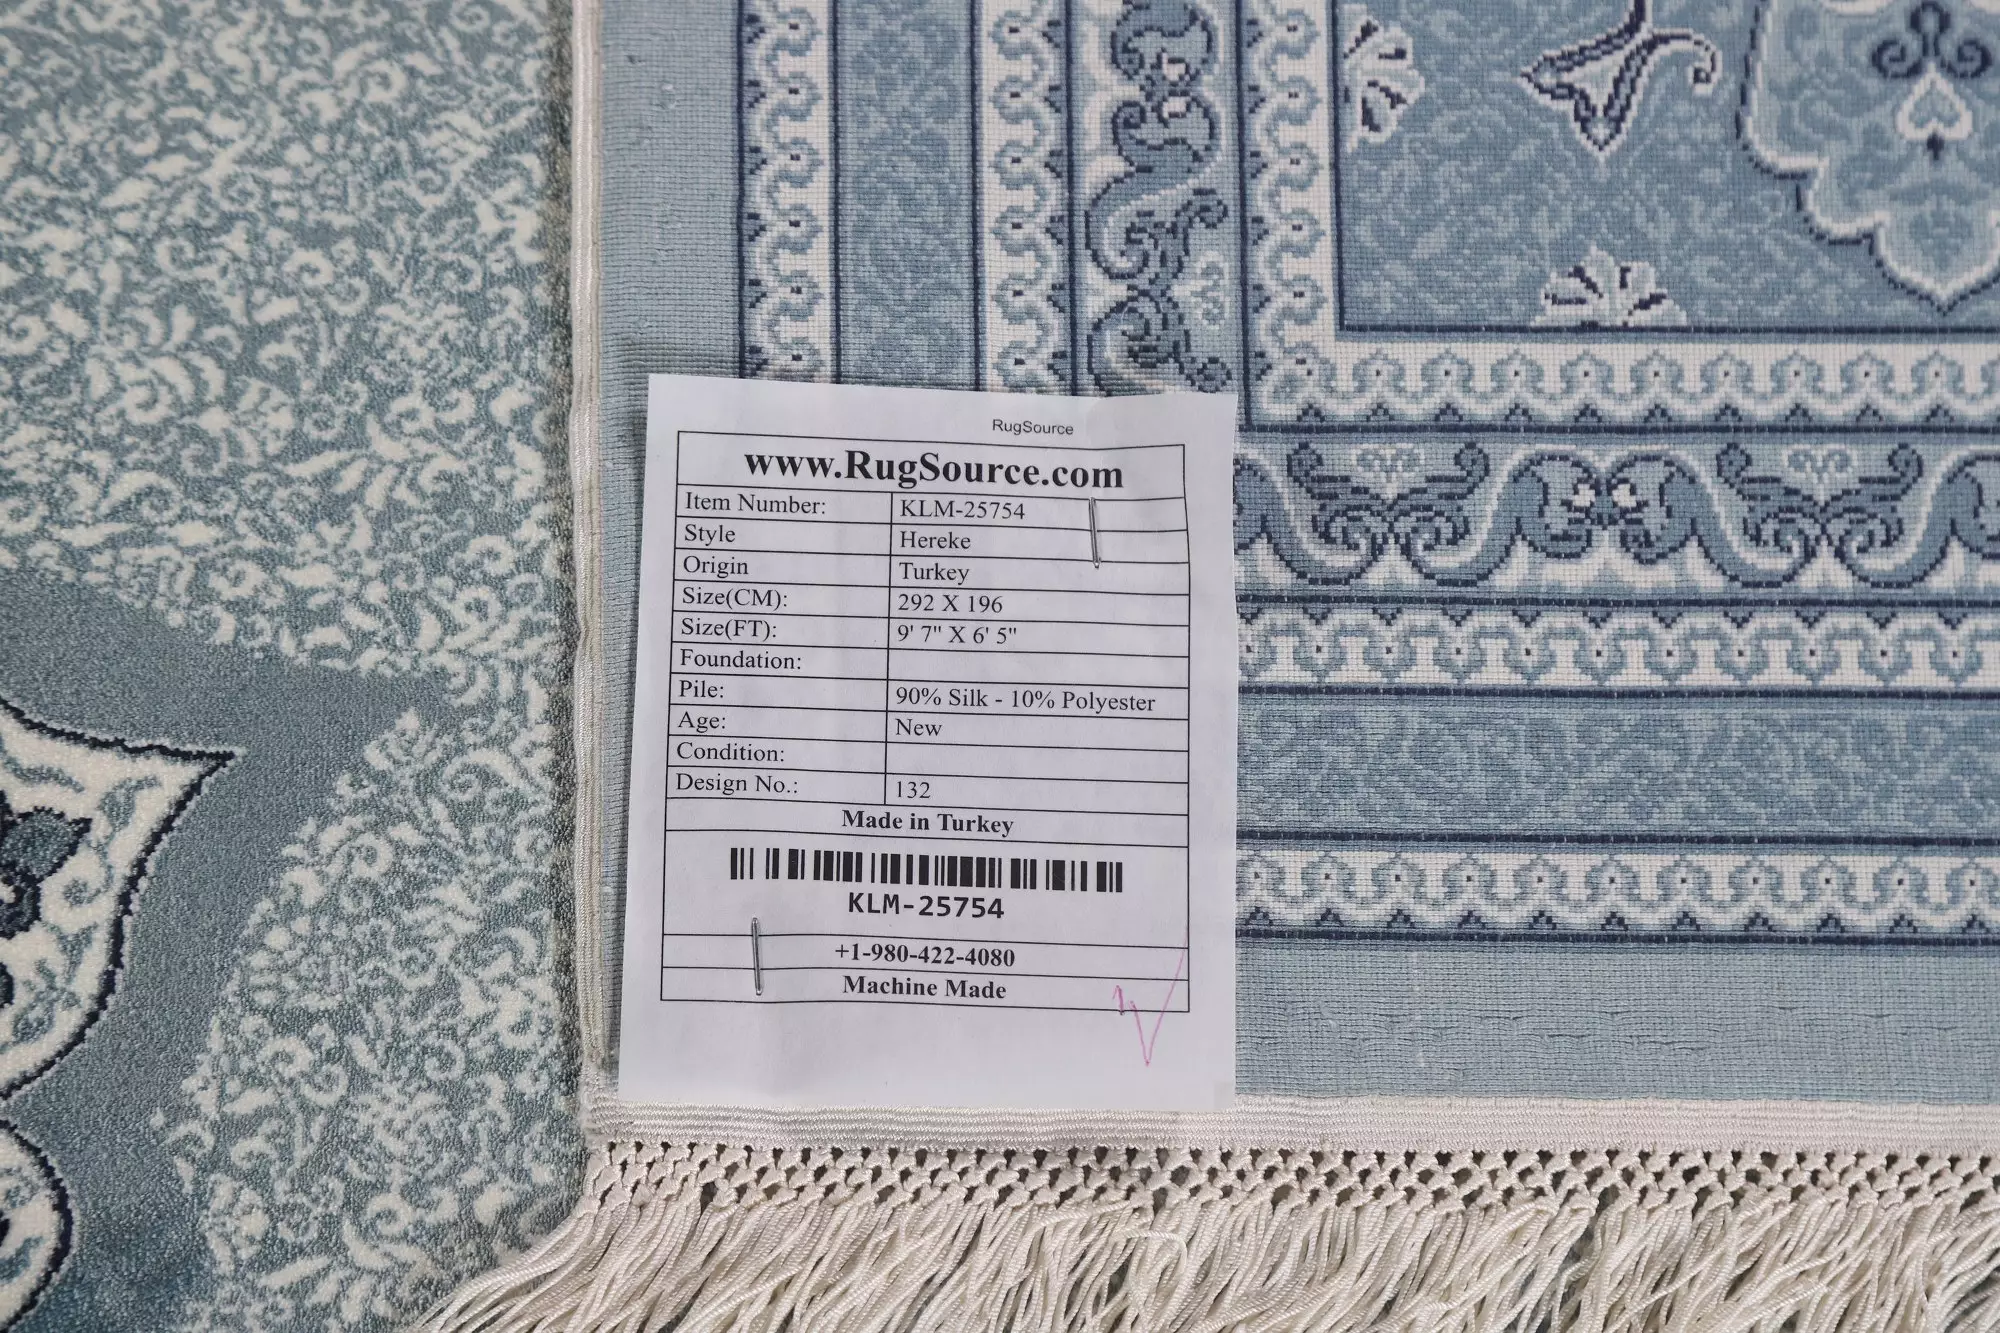 RugSource
www.RugSource.com
Item Number: KLM-25754
Style Hereke
Origin Turkey
Size(CM): 292 X 196
Size(FT): 9' 7" X 6' 5"
Foundation:
Pile: 90% Silk - 10% Polyester
Age: New
Condition:
Design No.: 132
Made in Turkey
KLM-25754
+1-980-422-4080
Machine Made